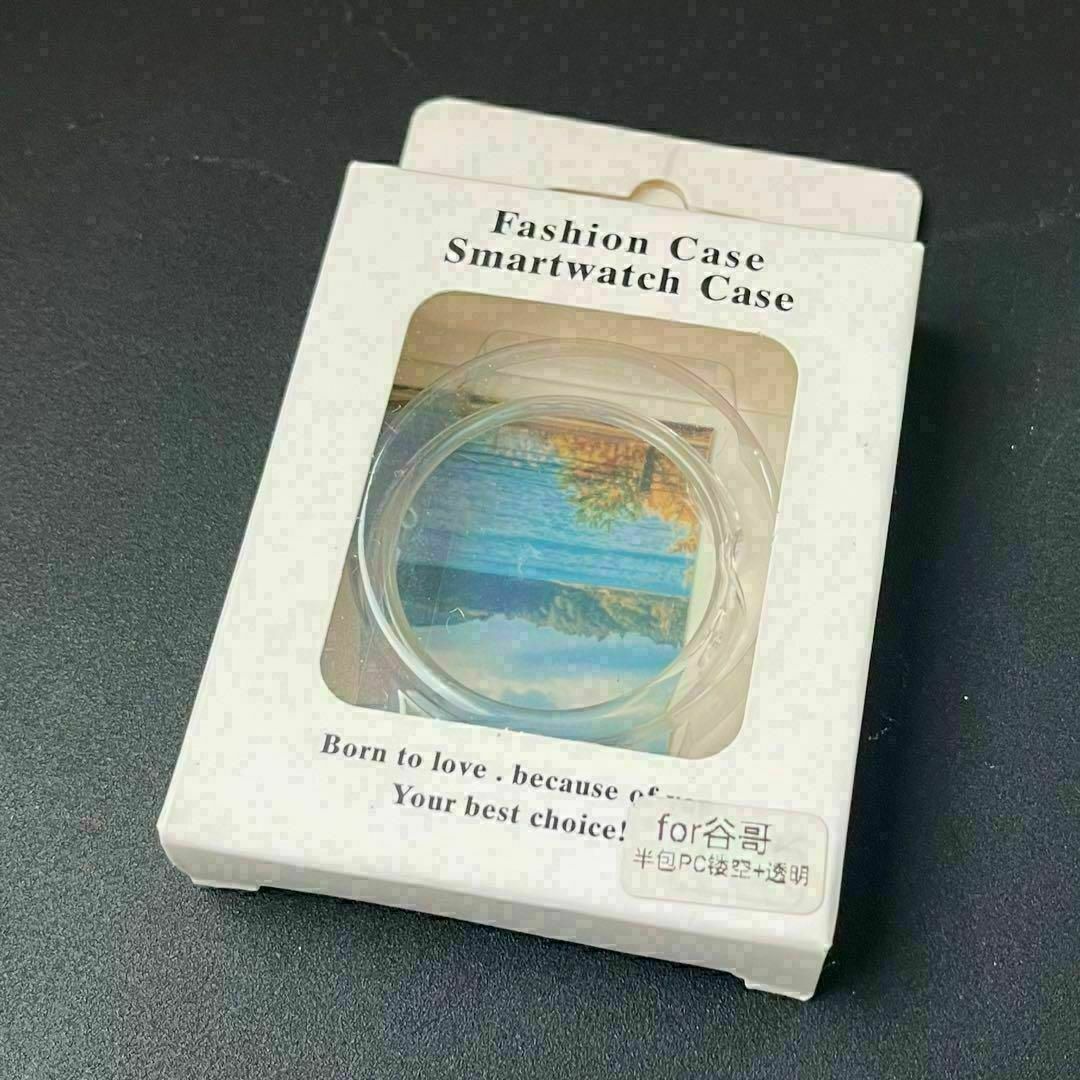 Fashion Case
Smartwatch Case
Born to love . because of
Your best choice!
for谷哥
半包PC镂空+透明